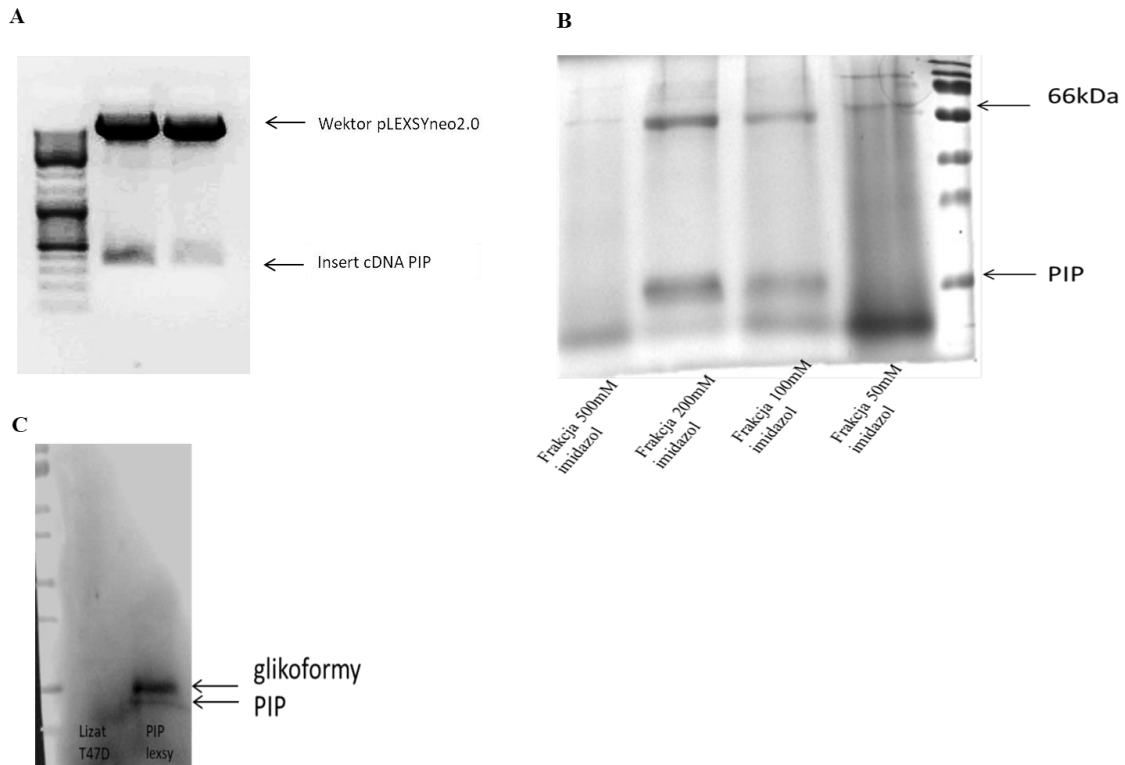 A
Wektor pLEXSYneo2.0
Insert cDNA PIP
B
66kDa
PIP
Frakcja 500mM
imidazol
Frakcja 200mM
imidazol
Frakcja 100mM
imidazol
Frakcja 50mM
imidazol
C
glikoformy
PIP
Lizat
T47D
PIP
lexsy